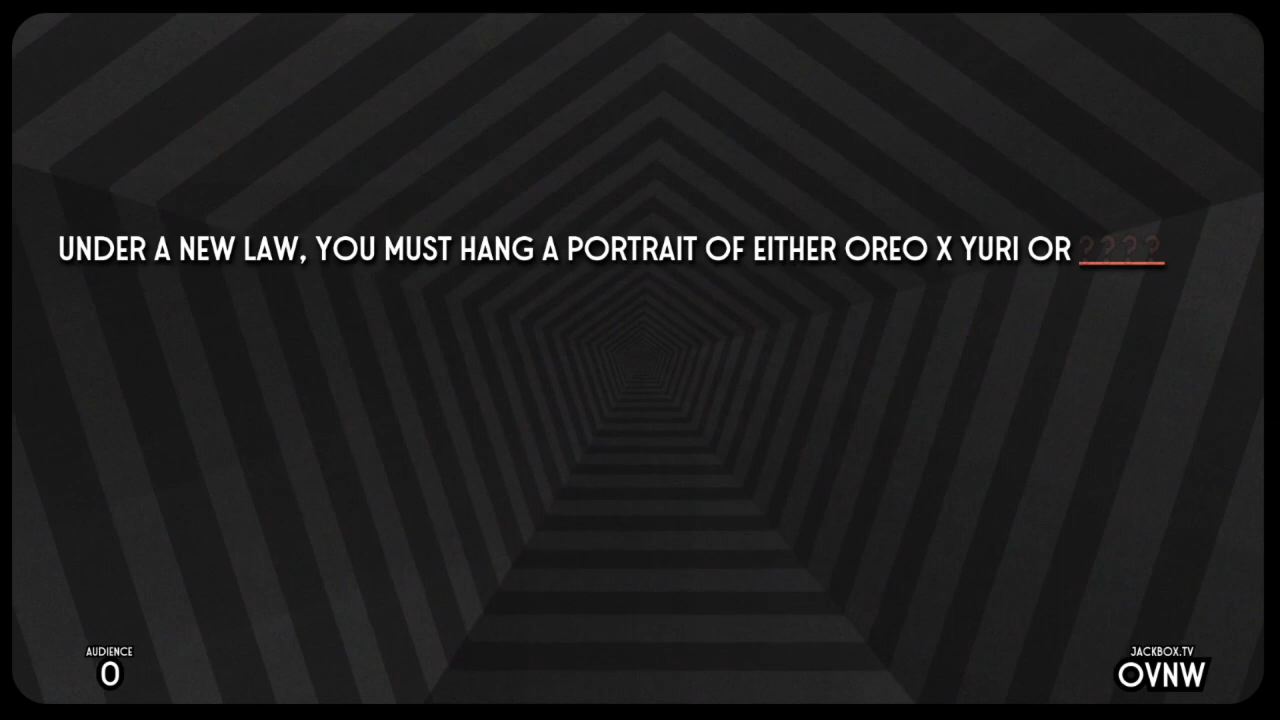 UNDER A NEW LAW, YOU MUST HANG A PORTRAIT OF EITHER OREO X YURI OR ????
AUDIENCE
0
JACKBOX.TV
OVNW